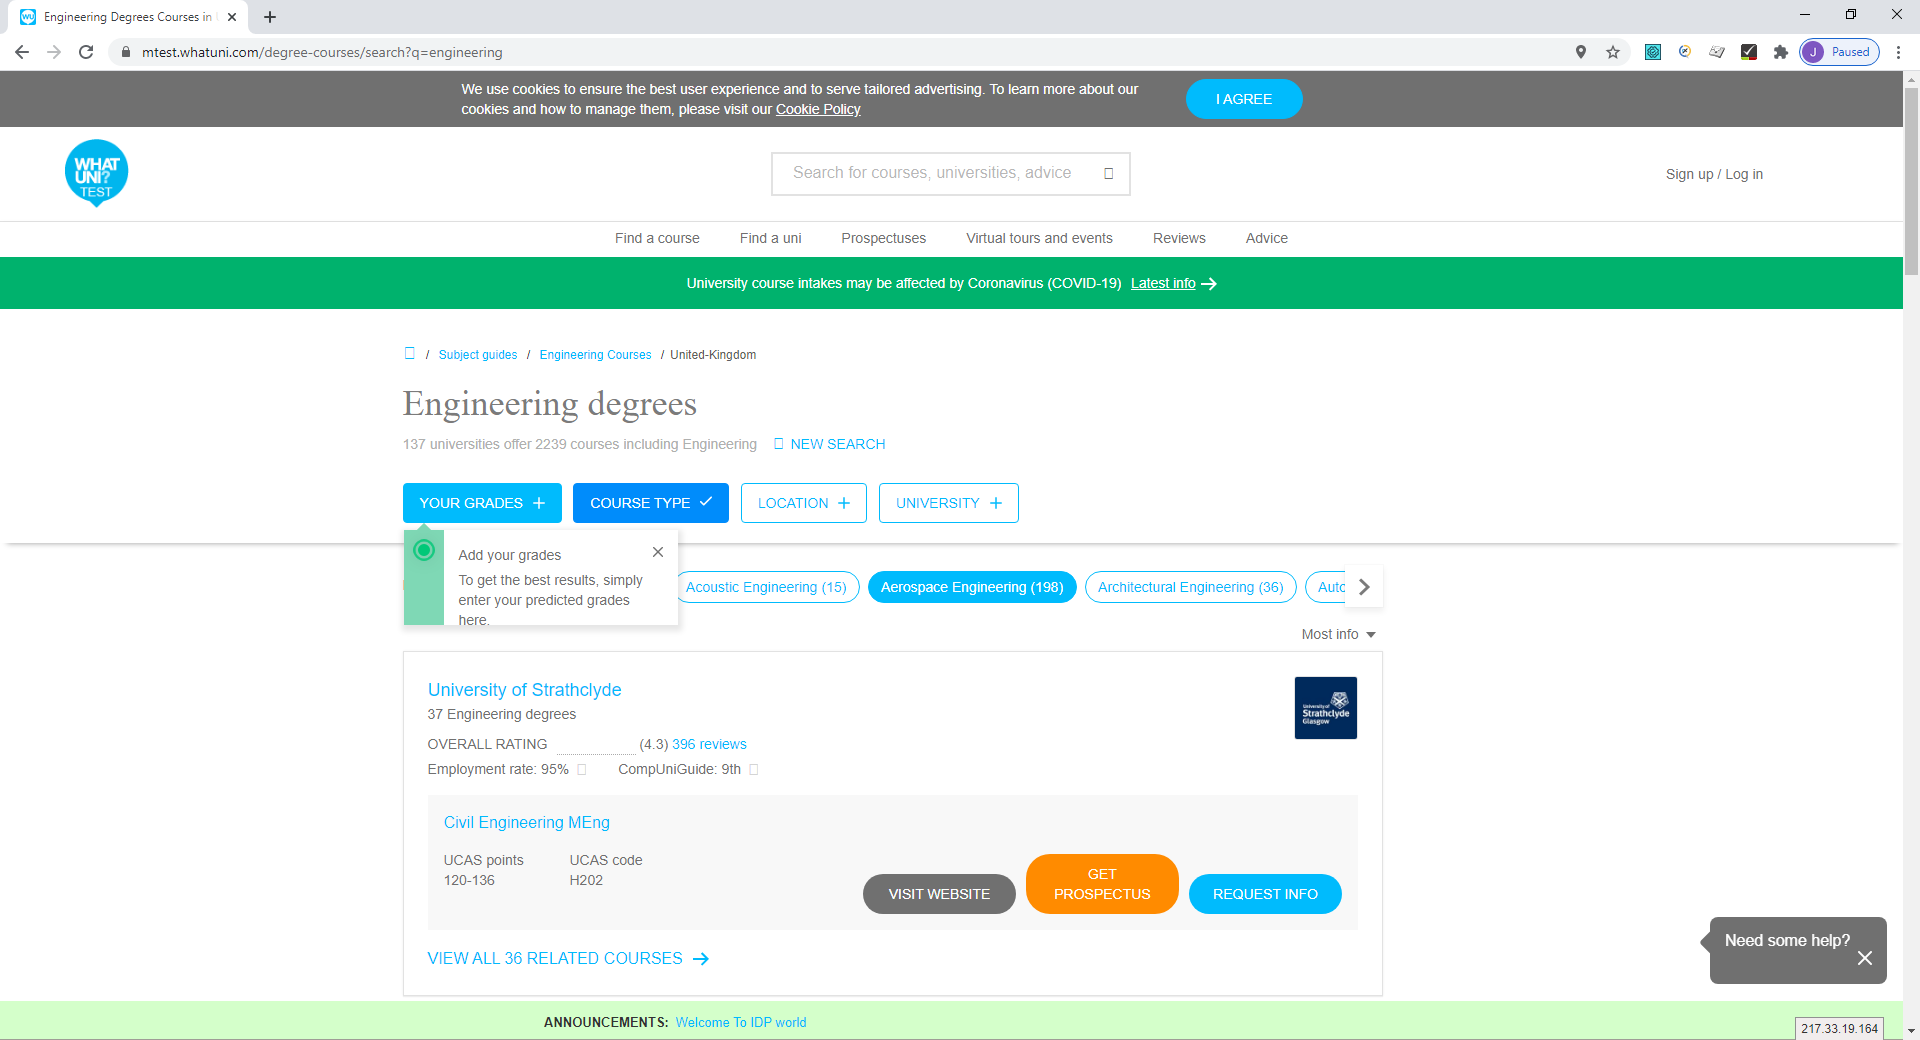 Engineering Degrees Courses in
mtest.whatuni.com/degree-courses/search?q=engineering
J Paused
We use cookies to ensure the best user experience and to serve tailored advertising. To learn more about our
cookies and how to manage them, please visit our Cookie Policy
I AGREE
WHAT
UNI?
TEST
Search for courses, universities, advice
Sign up / Log in
Find a course Find a uni Prospectuses Virtual tours and events Reviews Advice
University course intakes may be affected by Coronavirus (COVID-19) Latest info
/ Subject guides / Engineering Courses / United-Kingdom
Engineering degrees
137 universities offer 2239 courses including Engineering NEW SEARCH
YOUR GRADES COURSE TYPE LOCATION UNIVERSITY
Add your grades
To get the best results, simply
enter your predicted grades
here.
Acoustic Engineering (15) Aerospace Engineering (198) Architectural Engineering (36) Auto
Most info
University of Strathclyde
37 Engineering degrees
OVERALL RATING (4.3) 396 reviews
Employment rate: 95% CompUniGuide: 9th
University of
Strathclyde
Glasgow
Civil Engineering MEng
UCAS points UCAS code
120-136 H202
VISIT WEBSITE
GET
PROSPECTUS
REQUEST INFO
VIEW ALL 36 RELATED COURSES
Need some help?
ANNOUNCEMENTS: Welcome To IDP world
217.33.19.164